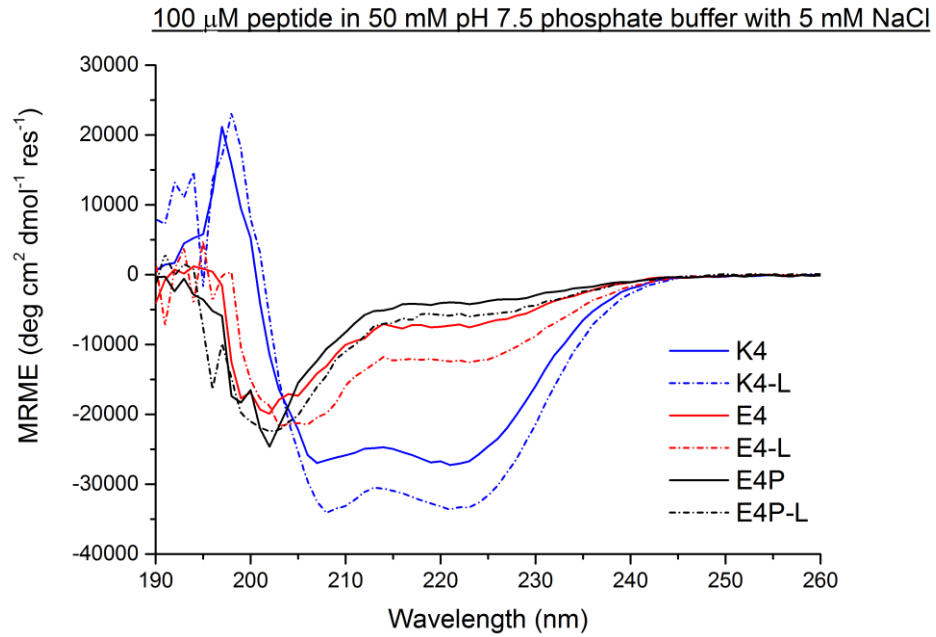 100 μM peptide in 50 mM pH 7.5 phosphate buffer with 5 mM NaCl
30000
20000
10000
0
-10000
-20000
-30000
-40000
MRME (deg cm² dmol⁻¹ res⁻¹)
K4
K4-L
E4
E4-L
E4P
E4P-L
190 200 210 220 230 240 250 260
Wavelength (nm)